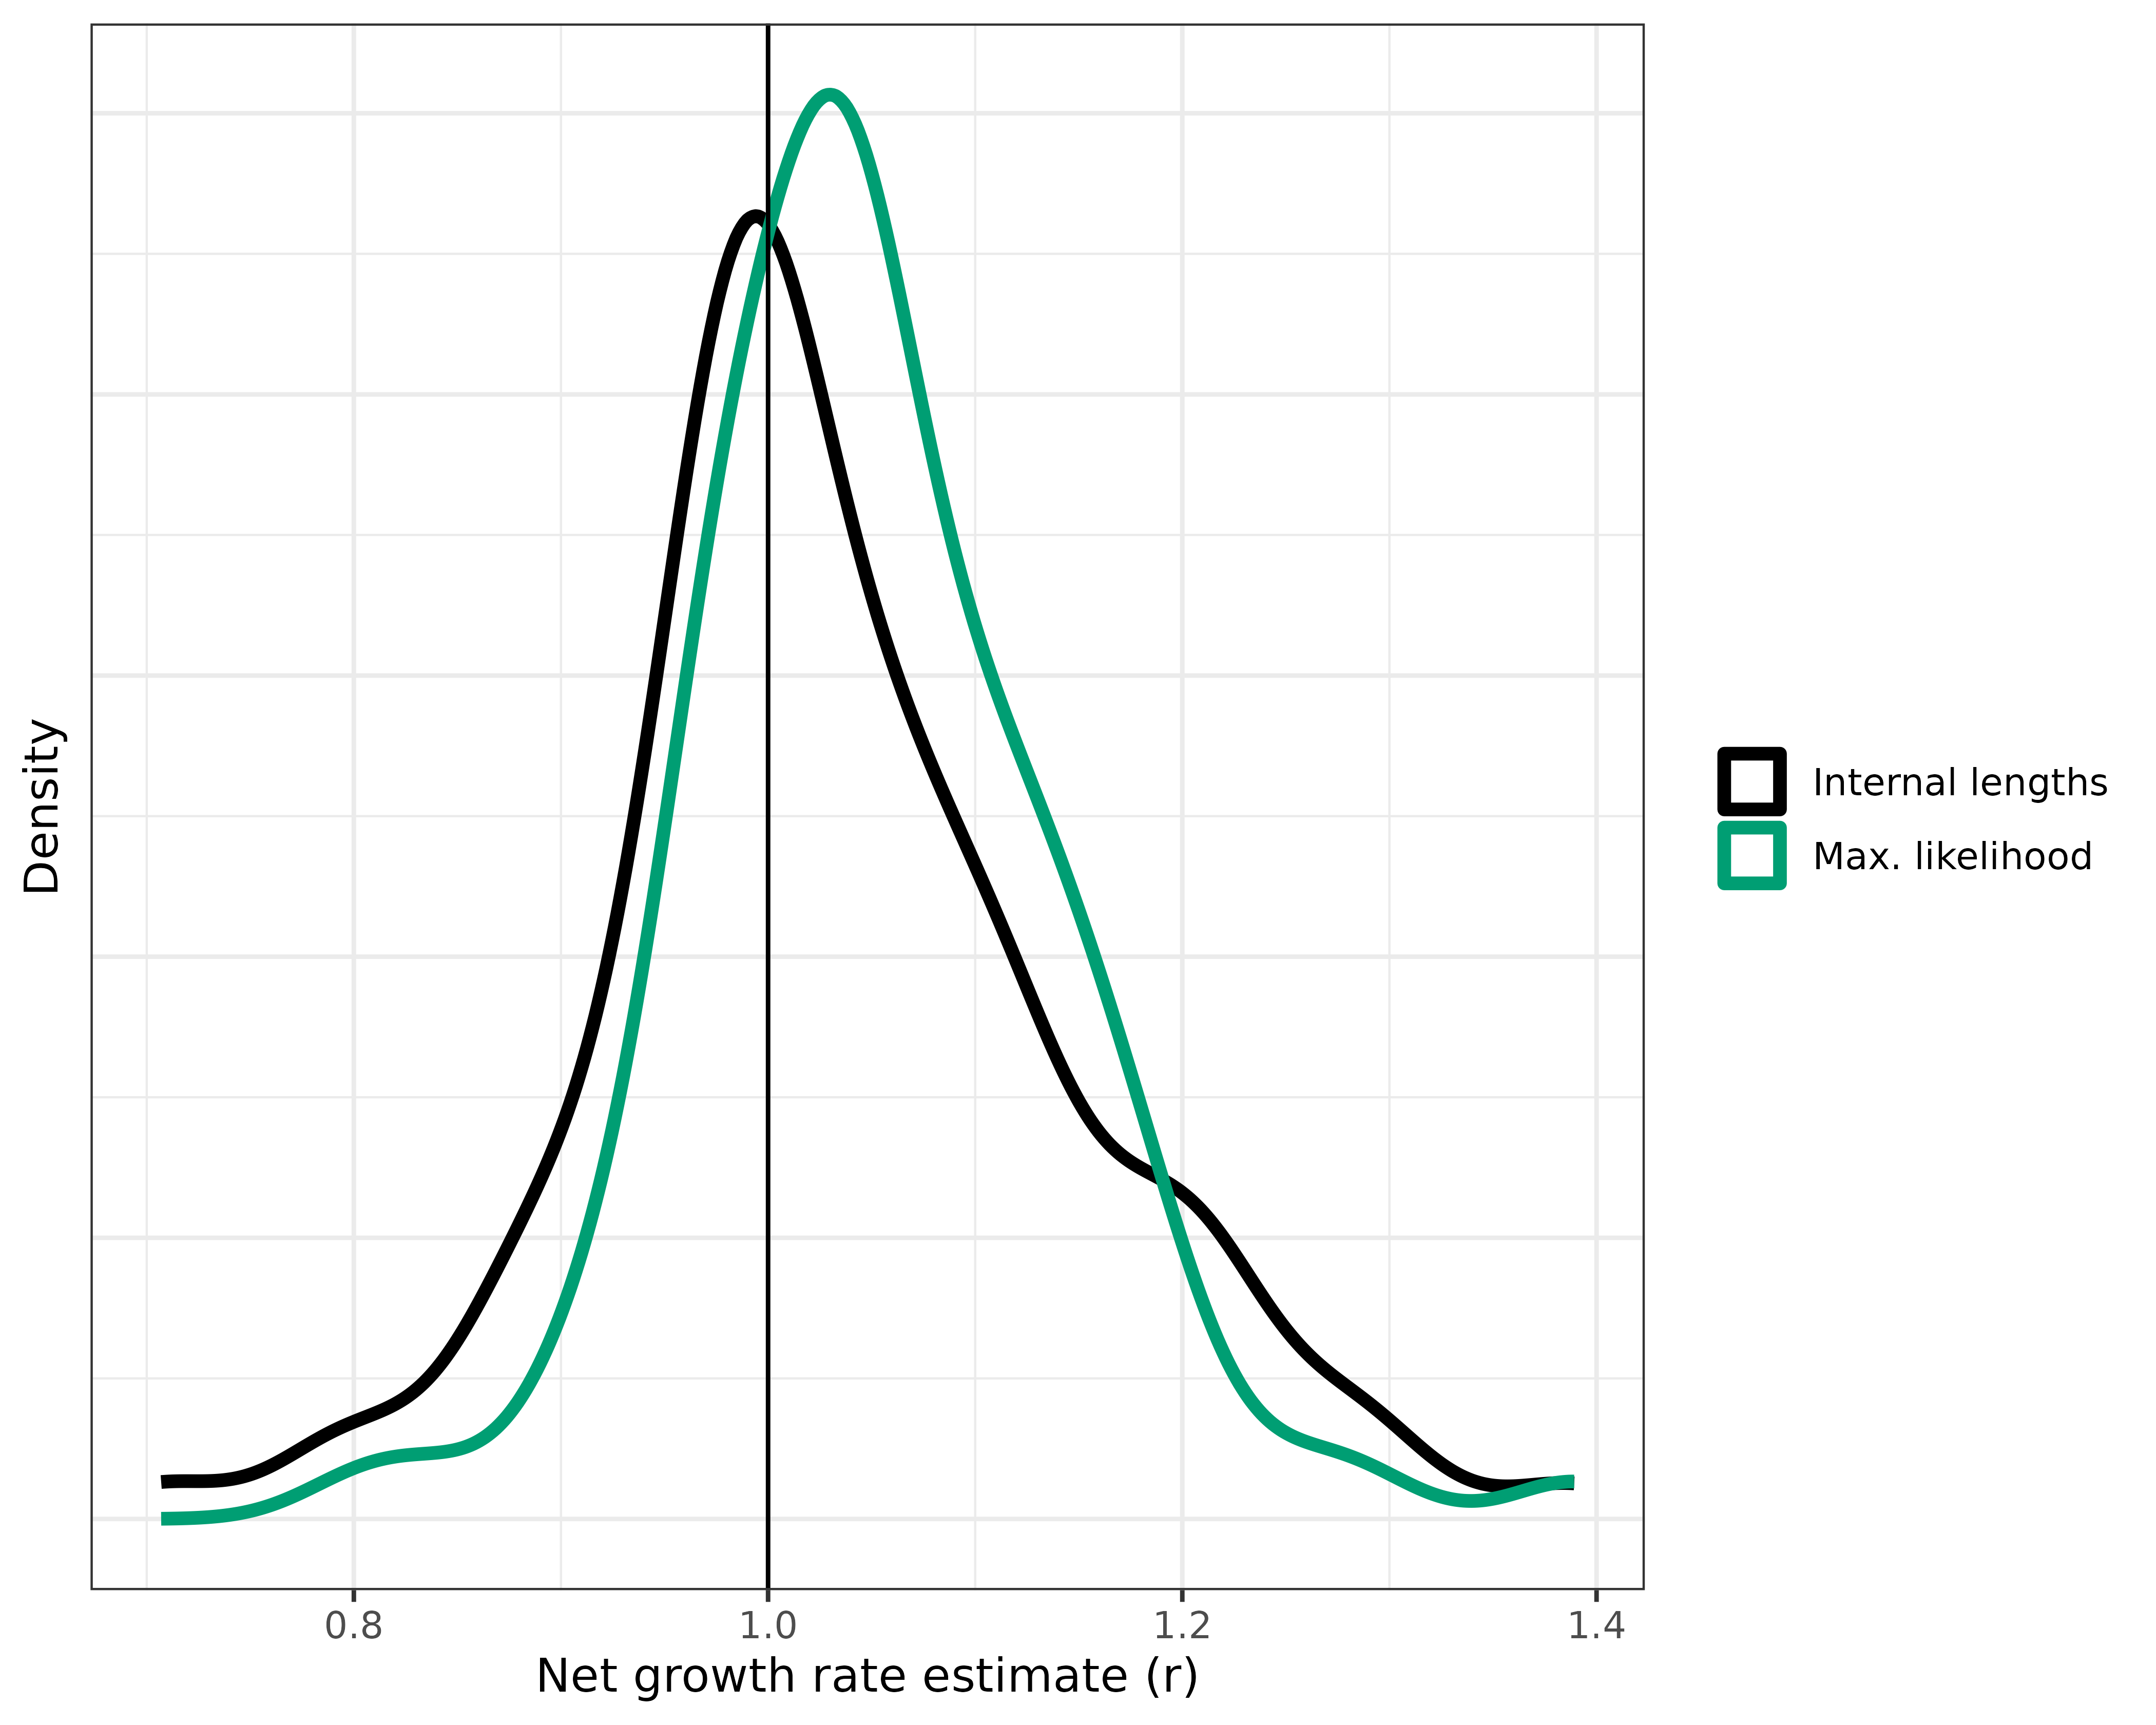 Density
Internal lengths
Max. likelihood
0.8 1.0 1.2 1.4
Net growth rate estimate (r)